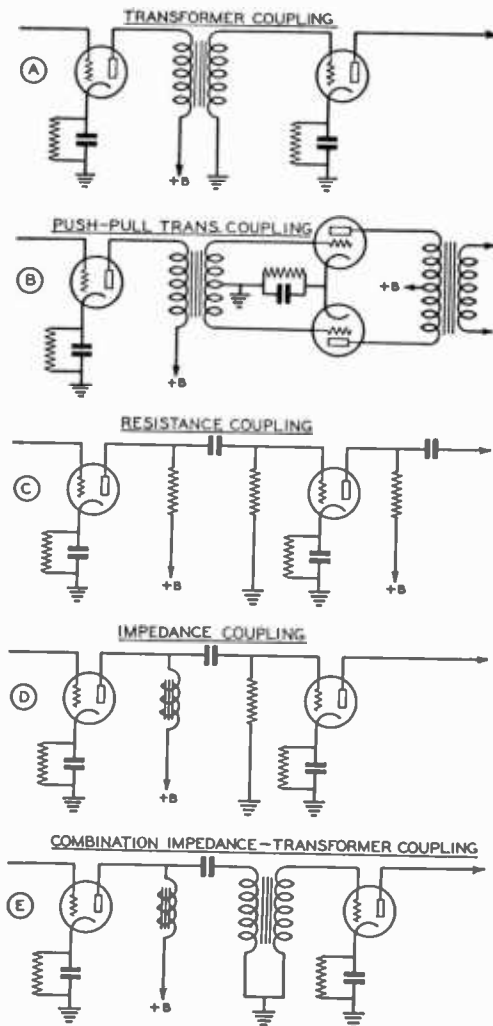 TRANSFORMER COUPLING
A
+B
PUSH-PULL TRANS. COUPLING
B
+B
+B
RESISTANCE COUPLING
C
+B
+B
IMPEDANCE COUPLING
D
+B
COMBINATION IMPEDANCE-TRANSFORMER COUPLING
E
+B